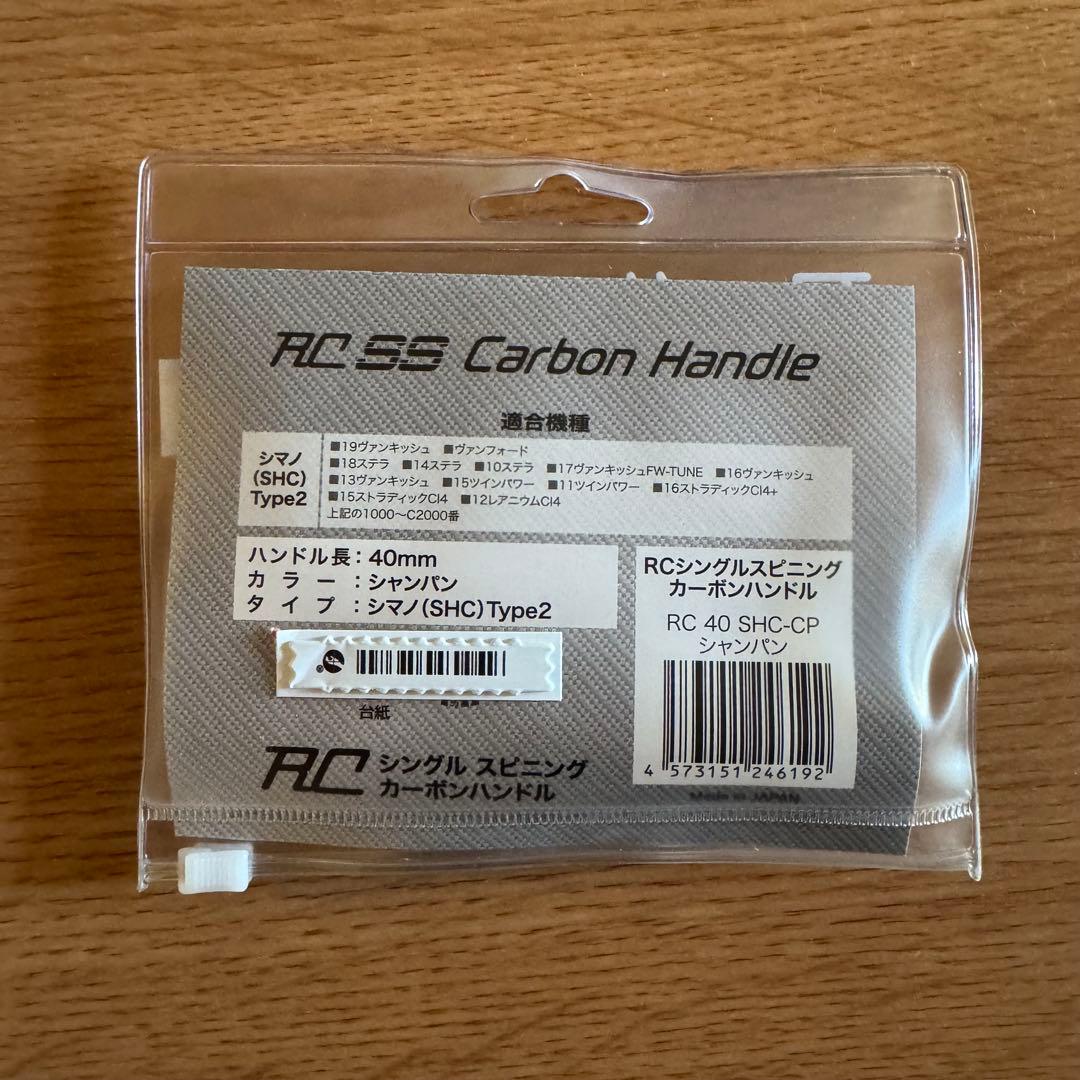 RC SS Carbon Handle
適合機種
シマノ
(SHC)
Type2
■19ヴァンキッシュ ■ヴァンフォード
■18ステラ ■14ステラ ■10ステラ ■17ヴァンキッシュFW-TUNE ■16ヴァンキッシュ
■13ヴァンキッシュ ■15ツインパワー ■11ツインパワー ■16ストラディックCI4+
■15ストラディックCI4 ■12レアニウムCI4
上記の1000〜C2000番
ハンドル長：40mm
カラー：シャンパン
タイプ：シマノ(SHC)Type2
台紙
RC シングル スピニング
カーボンハンドル
RCシングルスピニング
カーボンハンドル
RC 40 SHC-CP
シャンパン
4 573151 246192
Made in JAPAN